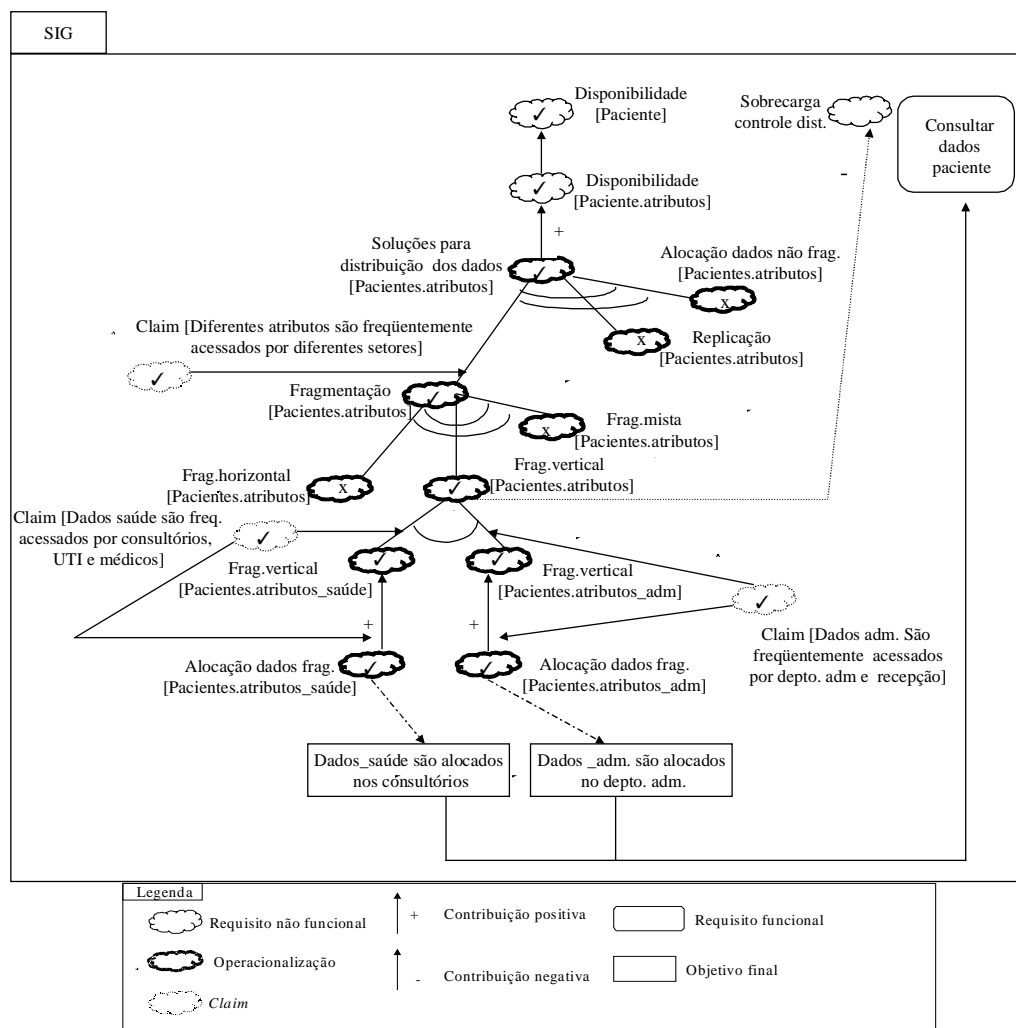 SIG
Disponibilidade
[Paciente]
Sobrecarga
controle dist.
Consultar
dados
paciente
-
Disponibilidade
[Paciente.atributos]
+
Soluções para
distribuição dos dados
[Pacientes.atributos]
Alocação dados não frag.
[Pacientes.atributos]
x
Claim [Diferentes atributos são freqüentemente
acessados por diferentes setores]
x
Replicação
[Pacientes.atributos]
Fragmentação
[Pacientes.atributos]
Frag.mista
[Pacientes.atributos]
x
Frag.horizontal
[Pacientes.atributos]
x
Frag.vertical
[Pacientes.atributos]
Claim [Dados saúde são freq.
acessados por consultórios,
UTI e médicos]
Frag.vertical
[Pacientes.atributos_saúde]
Frag.vertical
[Pacientes.atributos_adm]
+
+
Claim [Dados adm. São
freqüentemente acessados
por depto. adm e recepção]
Alocação dados frag.
[Pacientes.atributos_saúde]
Alocação dados frag.
[Pacientes.atributos_adm]
Dados_saúde são alocados
nos cónsultórios
Dados _adm. são alocados
no depto. adm.
Legenda
Requisito não funcional
+ Contribuição positiva
Requisito funcional
Operacionalização
- Contribuição negativa
Objetivo final
Claim